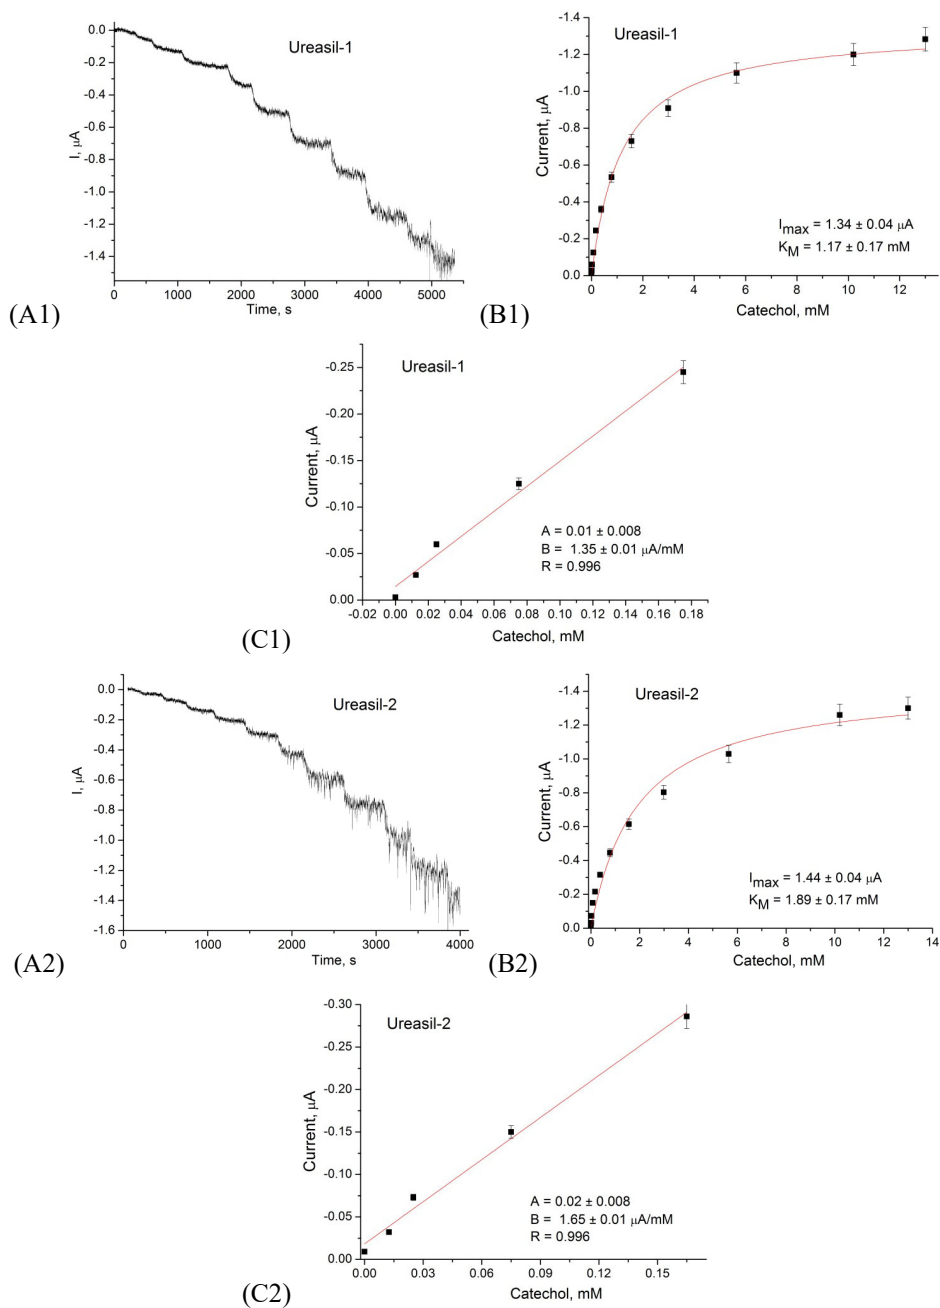 Ureasil-1
0.0
-0.2
-0.4
-0.6
-0.8
-1.0
-1.2
-1.4
I, μA
0 1000 2000 3000 4000 5000
Time, s
(A1)
Ureasil-1
-1.4
-1.2
-1.0
-0.8
-0.6
-0.4
-0.2
0.0
Current, μA
Imax = 1.34 ± 0.04 μA
KM = 1.17 ± 0.17 mM
0 2 4 6 8 10 12
Catechol, mM
(B1)
Ureasil-1
-0.25
-0.20
-0.15
-0.10
-0.05
0.00
Current, μA
A = 0.01 ± 0.008
B = 1.35 ± 0.01 μA/mM
R = 0.996
-0.02 0.00 0.02 0.04 0.06 0.08 0.10 0.12 0.14 0.16 0.18
Catechol, mM
(C1)
Ureasil-2
0.0
-0.2
-0.4
-0.6
-0.8
-1.0
-1.2
-1.4
-1.6
I, μA
0 1000 2000 3000 4000
Time, s
(A2)
Ureasil-2
-1.4
-1.2
-1.0
-0.8
-0.6
-0.4
-0.2
0.0
Current, μA
Imax = 1.44 ± 0.04 μA
KM = 1.89 ± 0.17 mM
0 2 4 6 8 10 12 14
Catechol, mM
(B2)
Ureasil-2
-0.30
-0.25
-0.20
-0.15
-0.10
-0.05
0.00
Current, μA
A = 0.02 ± 0.008
B = 1.65 ± 0.01 μA/mM
R = 0.996
0.00 0.03 0.06 0.09 0.12 0.15
Catechol, mM
(C2)